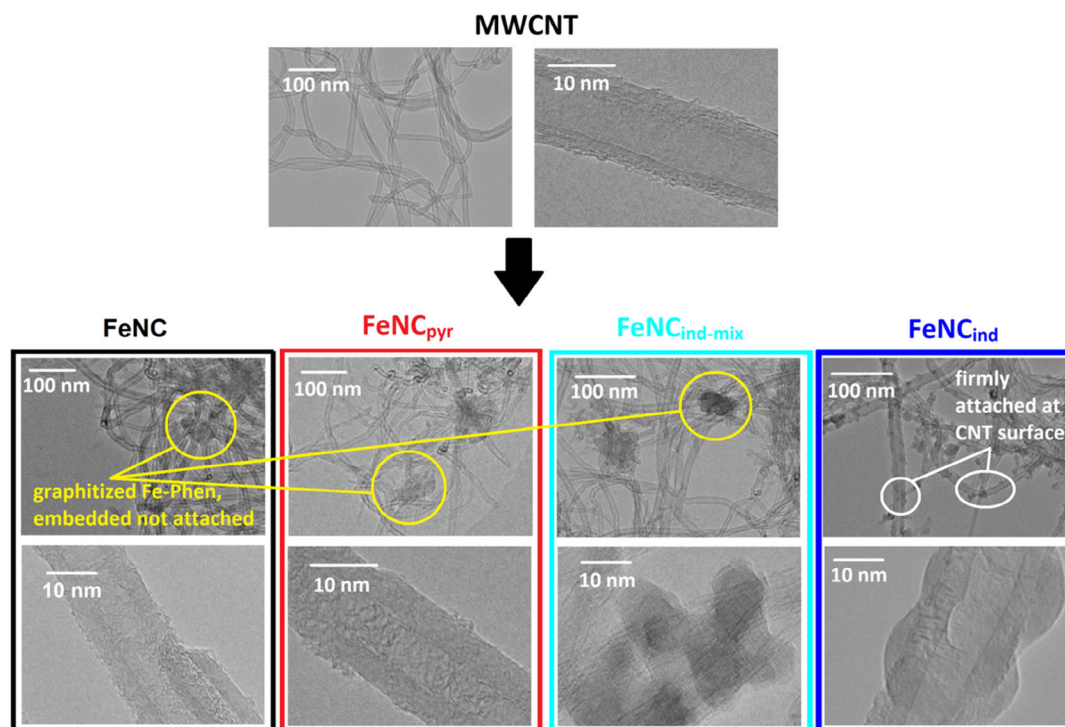 MWCNT
100 nm
10 nm
FeNC
FeNCpyr
FeNCind-mix
FeNCind
100 nm
100 nm
100 nm
100 nm
firmly
attached at
CNT surface
graphitized Fe-Phen,
embedded not attached
10 nm
10 nm
10 nm
10 nm